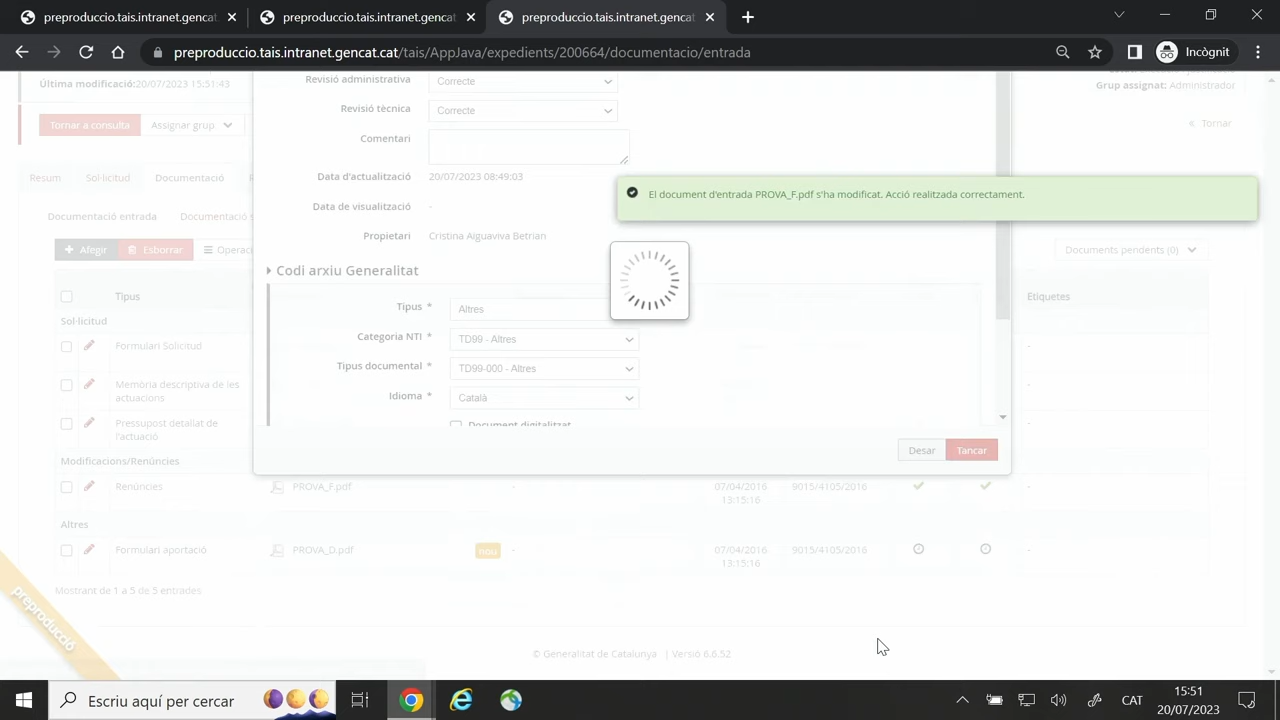 preproduccio.tais.intranet.gencat
preproduccio.tais.intranet.gencat
preproduccio.tais.intranet.gencat
preproduccio.tais.intranet.gencat.cat/tais/AppJava/expedients/200664/documentacio/entrada
Incògnit
Última modificació:20/07/2023 15:51:43
Grup assignat: Administrador
Tornar a consulta
Assignar grup
« Tornar
Resum
Sol·licitud
Documentació
Documentació entrada
Documentació
Afegir
Esborrar
Operaci
Documents pendents (0)
Revisió administrativa
Correcte
Revisió tècnica
Correcte
Comentari
Data d'actualització
20/07/2023 08:49:03
Data de visualització
-
Propietari
Cristina Aiguaviva Betrian
El document d'entrada PROVA_F.pdf s'ha modificat. Acció realitzada correctament.
Codi arxiu Generalitat
Tipus *
Altres
Categoria NTI *
TD99 - Altres
Tipus documental *
TD99-000 - Altres
Idioma *
Català
Document digitalitzat
Desar
Tancar
Tipus
Etiquetes
Sol·licitud
Formulari Solicitud
-
Memòria descriptiva de les
actuacions
-
Pressupost detallat de
l'actuació
-
Modificacions/Renúncies
Renúncies
PROVA_F.pdf
-
07/04/2016
13:15:16
9015/4105/2016
-
Altres
Formulari aportació
PROVA_D.pdf
nou
-
07/04/2016
13:15:16
9015/4105/2016
-
Mostrant de 1 a 5 de 5 entrades
preproducció
© Generalitat de Catalunya | Versió 6.6.52
Escriu aquí per cercar
CAT
15:51
20/07/2023